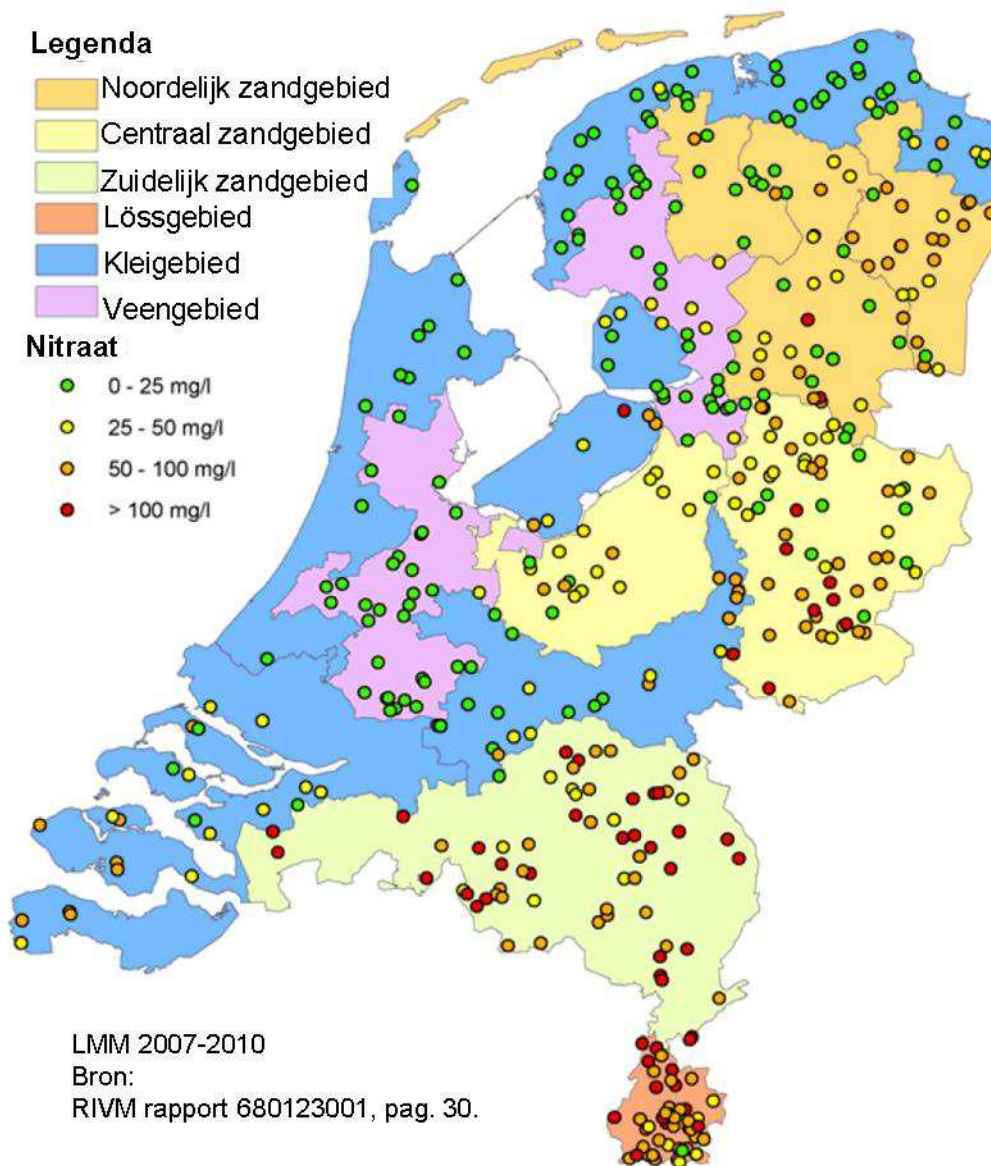 Legenda
Noordelijk zandgebied
Centraal zandgebied
Zuidelijk zandgebied
Lössgebied
Kleigebied
Veengebied
Nitraat
0 - 25 mg/l
25 - 50 mg/l
50 - 100 mg/l
> 100 mg/l
LMM 2007-2010
Bron:
RIVM rapport 680123001, pag. 30.